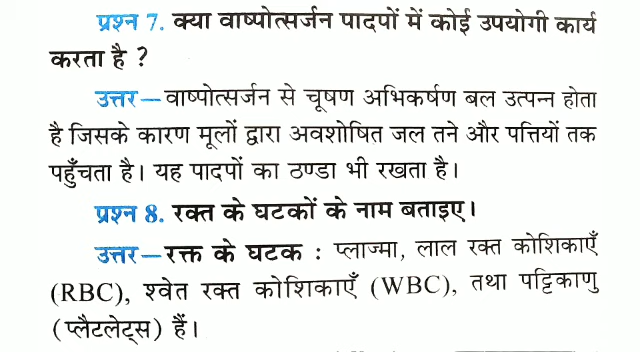 प्रश्न 7. क्या वाष्पोत्सर्जन पादपों में कोई उपयोगी कार्य
करता है ?
उत्तर—वाष्पोत्सर्जन से चूषण अभिकर्षण बल उत्पन्न होता
है जिसके कारण मूलों द्वारा अवशोषित जल तने और पत्तियों तक
पहुँचता है। यह पादपों का ठण्डा भी रखता है।
प्रश्न 8. रक्त के घटकों के नाम बताइए।
उत्तर—रक्त के घटक : प्लाज्मा, लाल रक्त कोशिकाएँ
(RBC), श्वेत रक्त कोशिकाएँ (WBC), तथा पट्टिकाणु
(प्लैटलेट्स) हैं।